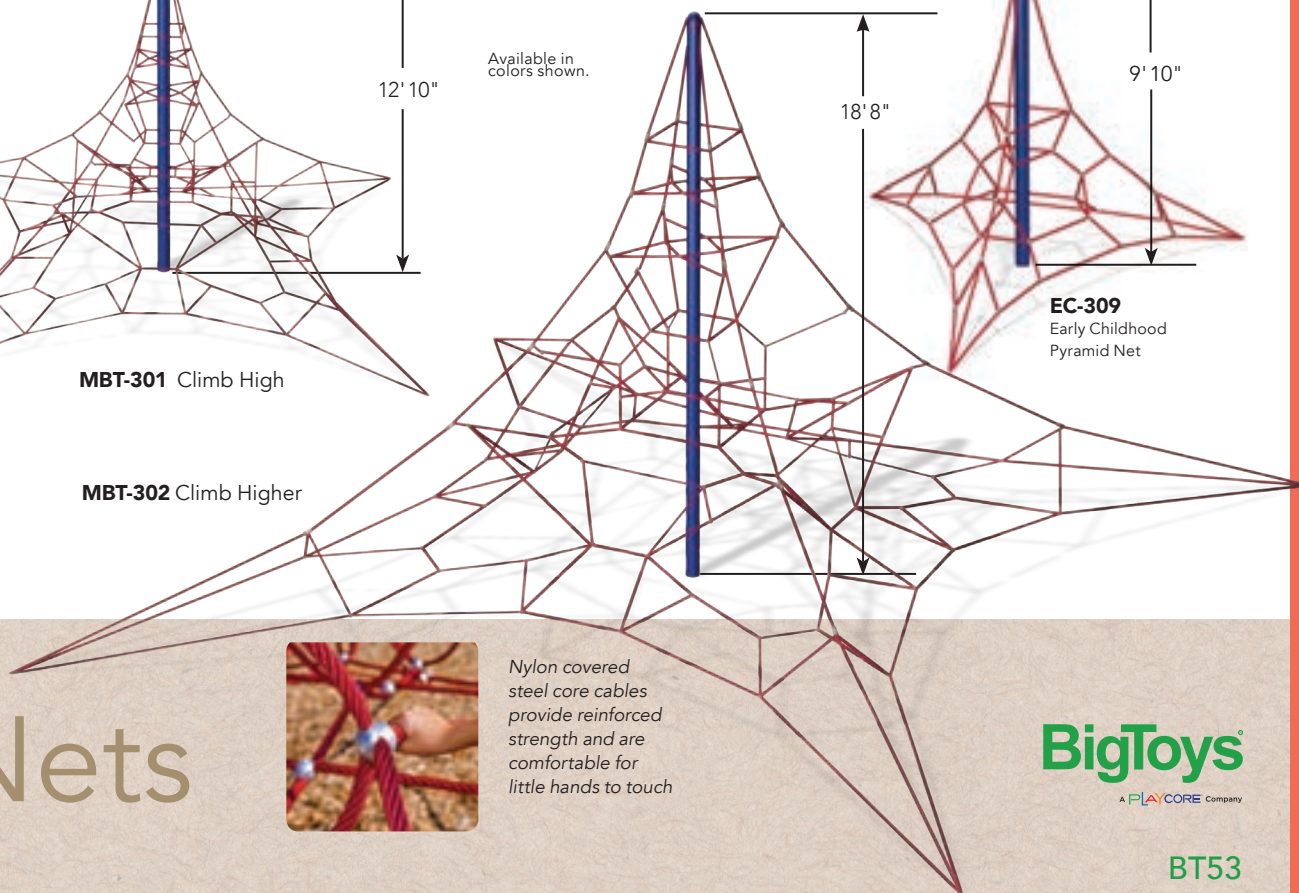 12' 10"
Available in
colors shown.
18' 8"
9' 10"
EC-309
Early Childhood
Pyramid Net
MBT-301 Climb High
MBT-302 Climb Higher
Nets
Nylon covered
steel core cables
provide reinforced
strength and are
comfortable for
little hands to touch
BigToys
A PLAYCORE Company
BT53